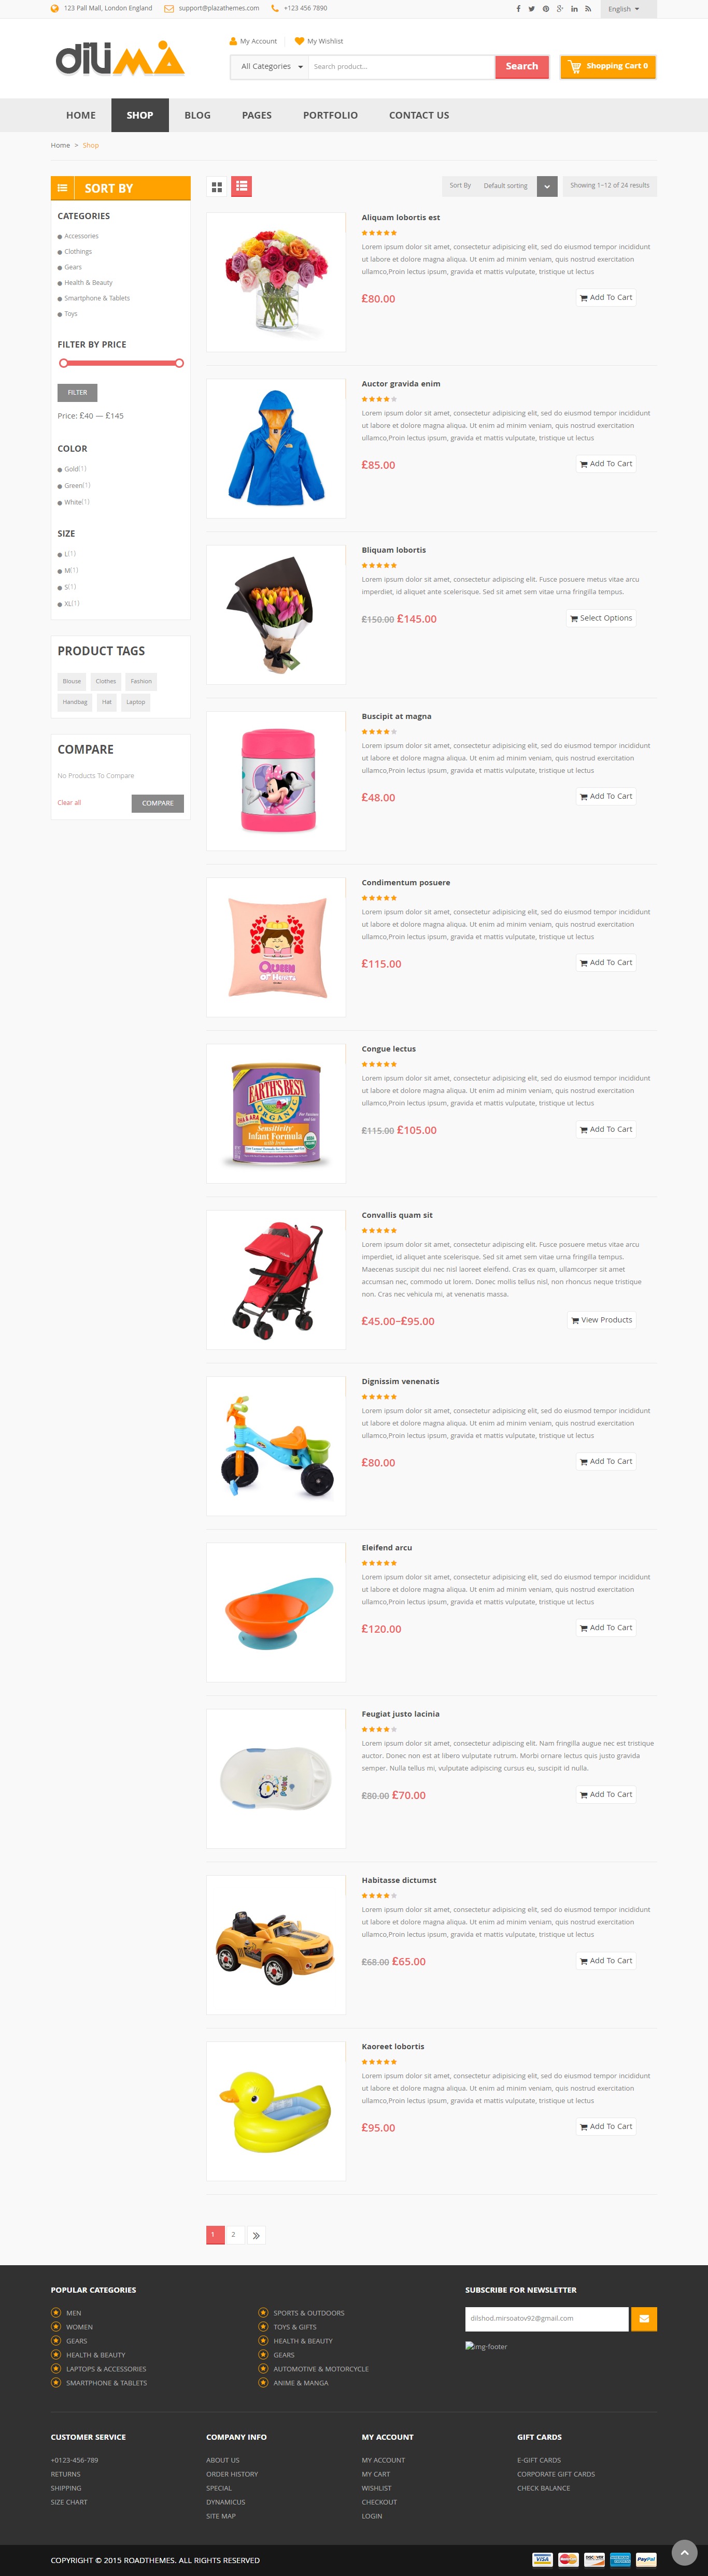 123 Pall Mall, London England support@plazathemes.com +123 456 7890 English
My Account My Wishlist
dilima
All Categories Search product... Search Shopping Cart 0
HOME SHOP BLOG PAGES PORTFOLIO CONTACT US
Home > Shop
SORT BY
CATEGORIES
Accessories
Clothings
Gears
Health & Beauty
Smartphone & Tablets
Toys
FILTER BY PRICE
FILTER
Price: £40 — £145
COLOR
Gold(1)
Green(1)
White(1)
SIZE
L(1)
M(1)
S(1)
XL(1)
PRODUCT TAGS
Blouse Clothes Fashion
Handbag Hat Laptop
COMPARE
No Products To Compare
Clear all COMPARE
Sort By Default sorting Showing 1–12 of 24 results
Aliquam lobortis est
Lorem ipsum dolor sit amet, consectetur adipisicing elit, sed do eiusmod tempor incididunt
ut labore et dolore magna aliqua. Ut enim ad minim veniam, quis nostrud exercitation
ullamco,Proin lectus ipsum, gravida et mattis vulputate, tristique ut lectus
£80.00 Add To Cart
Auctor gravida enim
Lorem ipsum dolor sit amet, consectetur adipisicing elit, sed do eiusmod tempor incididunt
ut labore et dolore magna aliqua. Ut enim ad minim veniam, quis nostrud exercitation
ullamco,Proin lectus ipsum, gravida et mattis vulputate, tristique ut lectus
£85.00 Add To Cart
Bliquam lobortis
Lorem ipsum dolor sit amet, consectetur adipiscing elit. Fusce posuere metus vitae arcu
imperdiet, id aliquet ante scelerisque. Sed sit amet sem vitae urna fringilla tempus.
£150.00 £145.00 Select Options
Buscipit at magna
Lorem ipsum dolor sit amet, consectetur adipisicing elit, sed do eiusmod tempor incididunt
ut labore et dolore magna aliqua. Ut enim ad minim veniam, quis nostrud exercitation
ullamco,Proin lectus ipsum, gravida et mattis vulputate, tristique ut lectus
£48.00 Add To Cart
QUEEN
OF HEARTS
Condimentum posuere
Lorem ipsum dolor sit amet, consectetur adipisicing elit, sed do eiusmod tempor incididunt
ut labore et dolore magna aliqua. Ut enim ad minim veniam, quis nostrud exercitation
ullamco,Proin lectus ipsum, gravida et mattis vulputate, tristique ut lectus
£115.00 Add To Cart
EARTH'S
BEST
ORGANIC
Sensitivity
Infant Formula
Congue lectus
Lorem ipsum dolor sit amet, consectetur adipisicing elit, sed do eiusmod tempor incididunt
ut labore et dolore magna aliqua. Ut enim ad minim veniam, quis nostrud exercitation
ullamco,Proin lectus ipsum, gravida et mattis vulputate, tristique ut lectus
£115.00 £105.00 Add To Cart
Convallis quam sit
Lorem ipsum dolor sit amet, consectetur adipiscing elit. Fusce posuere metus vitae arcu
imperdiet, id aliquet ante scelerisque. Sed sit amet sem vitae urna fringilla tempus.
Maecenas suscipit dui nec nisl laoreet eleifend. Cras ex quam, ullamcorper sit amet
accumsan nec, commodo ut lorem. Donec mollis tellus nisl, non rhoncus neque tristique
non. Cras nec vehicula mi, at venenatis massa.
£45.00–£95.00 View Products
Dignissim venenatis
Lorem ipsum dolor sit amet, consectetur adipisicing elit, sed do eiusmod tempor incididunt
ut labore et dolore magna aliqua. Ut enim ad minim veniam, quis nostrud exercitation
ullamco,Proin lectus ipsum, gravida et mattis vulputate, tristique ut lectus
£80.00 Add To Cart
Eleifend arcu
Lorem ipsum dolor sit amet, consectetur adipisicing elit, sed do eiusmod tempor incididunt
ut labore et dolore magna aliqua. Ut enim ad minim veniam, quis nostrud exercitation
ullamco,Proin lectus ipsum, gravida et mattis vulputate, tristique ut lectus
£120.00 Add To Cart
Feugiat justo lacinia
Lorem ipsum dolor sit amet, consectetur adipiscing elit. Nam fringilla augue nec est tristique
auctor. Donec non est at libero vulputate rutrum. Morbi ornare lectus quis justo gravida
semper. Nulla tellus mi, vulputate adipiscing cursus eu, suscipit id nulla.
£80.00 £70.00 Add To Cart
Habitasse dictumst
Lorem ipsum dolor sit amet, consectetur adipisicing elit, sed do eiusmod tempor incididunt
ut labore et dolore magna aliqua. Ut enim ad minim veniam, quis nostrud exercitation
ullamco,Proin lectus ipsum, gravida et mattis vulputate, tristique ut lectus
£68.00 £65.00 Add To Cart
Kaoreet lobortis
Lorem ipsum dolor sit amet, consectetur adipisicing elit, sed do eiusmod tempor incididunt
ut labore et dolore magna aliqua. Ut enim ad minim veniam, quis nostrud exercitation
ullamco,Proin lectus ipsum, gravida et mattis vulputate, tristique ut lectus
£95.00 Add To Cart
1 2
POPULAR CATEGORIES
MEN
WOMEN
GEARS
HEALTH & BEAUTY
LAPTOPS & ACCESSORIES
SMARTPHONE & TABLETS
SPORTS & OUTDOORS
TOYS & GIFTS
HEALTH & BEAUTY
GEARS
AUTOMOTIVE & MOTORCYCLE
ANIME & MANGA
SUBSCRIBE FOR NEWSLETTER
dilshod.mirsoatov92@gmail.com
img-footer
CUSTOMER SERVICE
+0123-456-789
RETURNS
SHIPPING
SIZE CHART
COMPANY INFO
ABOUT US
ORDER HISTORY
SPECIAL
DYNAMICUS
SITE MAP
MY ACCOUNT
MY ACCOUNT
MY CART
WISHLIST
CHECKOUT
LOGIN
GIFT CARDS
E-GIFT CARDS
CORPORATE GIFT CARDS
CHECK BALANCE
COPYRIGHT © 2015 ROADTHEMES. ALL RIGHTS RESERVED
VISA MasterCard DISCOVER PayPal